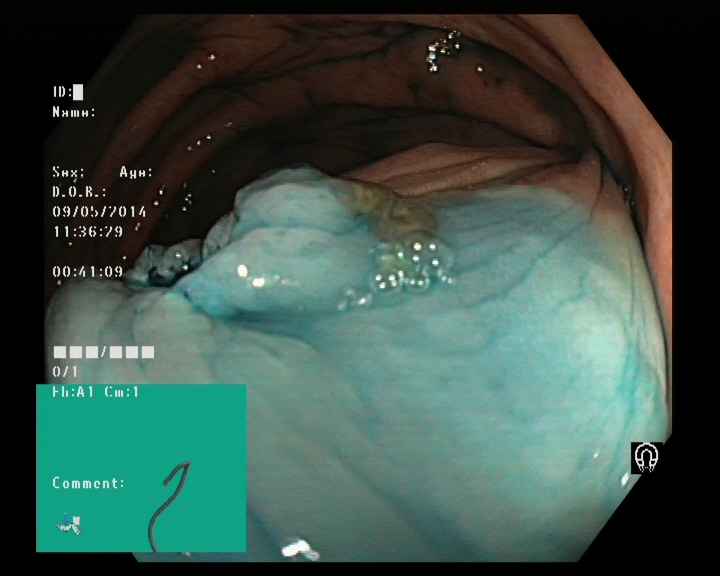 ID:
Name:
Sex: Age:
D.O.B.:
09/05/2014
11:36:29
00:41:09
/
0/1
Eh:A1 Cm:1
Comment: